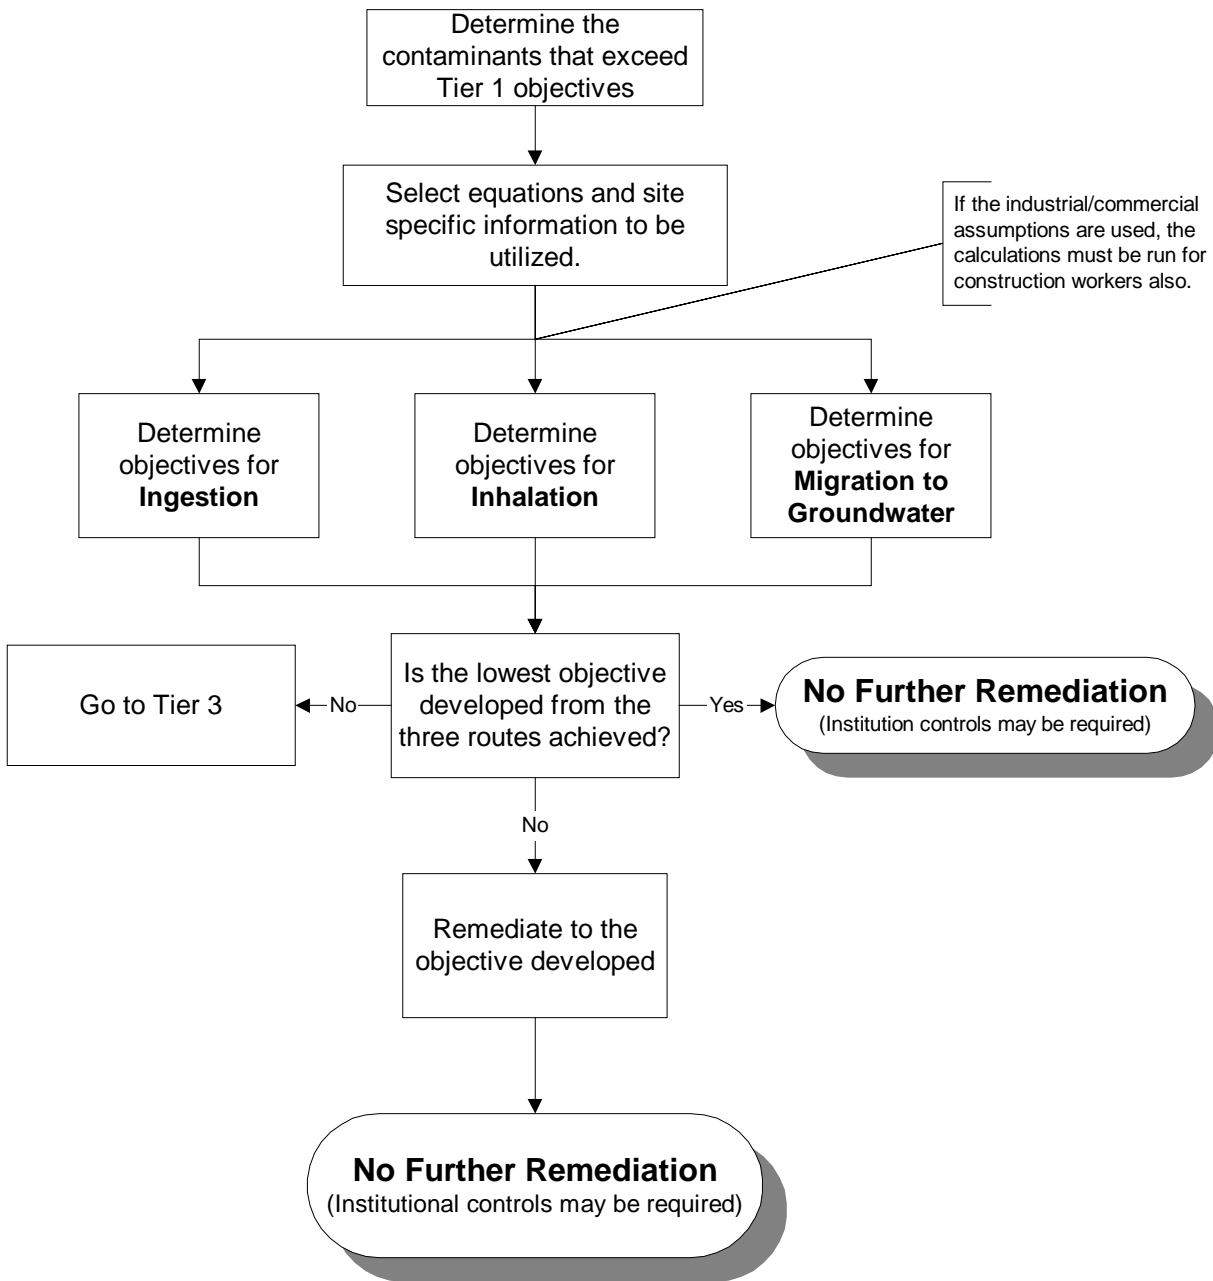 Determine the
contaminants that exceed
Tier 1 objectives
Select equations and site
specific information to be
utilized.
If the industrial/commercial
assumptions are used, the
calculations must be run for
construction workers also.
Determine
objectives for
Ingestion
Determine
objectives for
Inhalation
Determine
objectives for
Migration to
Groundwater
Go to Tier 3
No
Is the lowest objective
developed from the
three routes achieved?
Yes
No Further Remediation
(Institution controls may be required)
No
Remediate to the
objective developed
No Further Remediation
(Institutional controls may be required)